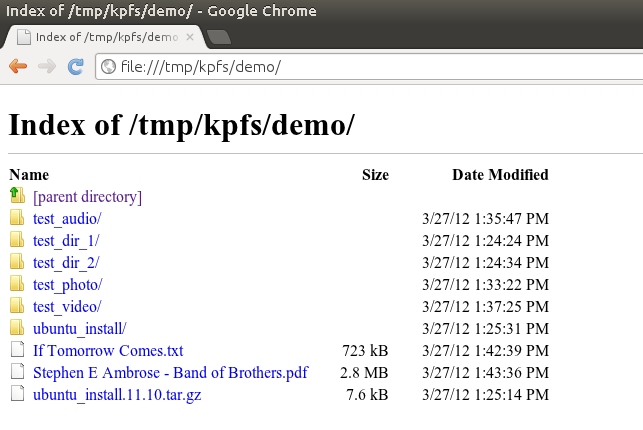 Index of /tmp/kpfs/demo/ - Google Chrome
Index of /tmp/kpfs/demo
file:///tmp/kpfs/demo/
Index of /tmp/kpfs/demo/
Name Size Date Modified
[parent directory]
test_audio/ 3/27/12 1:35:47 PM
test_dir_1/ 3/27/12 1:24:24 PM
test_dir_2/ 3/27/12 1:24:34 PM
test_photo/ 3/27/12 1:33:22 PM
test_video/ 3/27/12 1:37:25 PM
ubuntu_install/ 3/27/12 1:25:31 PM
If Tomorrow Comes.txt 723 kB 3/27/12 1:42:39 PM
Stephen E Ambrose - Band of Brothers.pdf 2.8 MB 3/27/12 1:43:36 PM
ubuntu_install.11.10.tar.gz 7.6 kB 3/27/12 1:25:14 PM